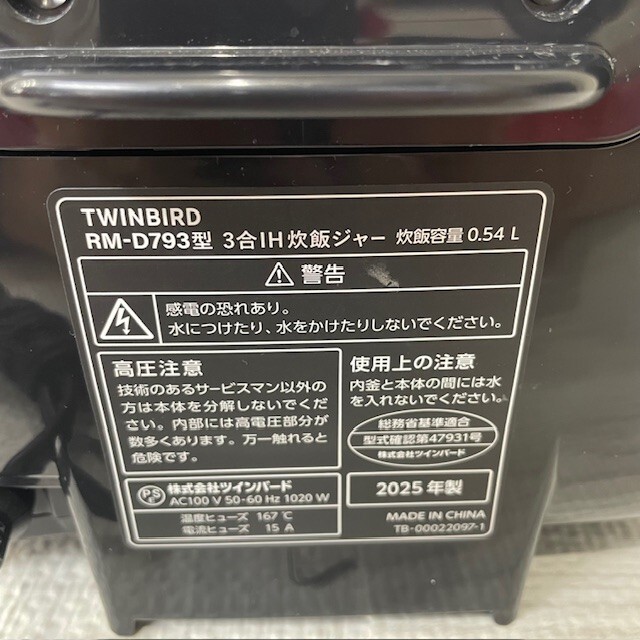 TWINBIRD
RM-D793型 3合IH炊飯ジャー 炊飯容量 0.54 L
警告
感電の恐れあり。
水につけたり、水をかけたりしないでください。
高圧注意
技術のあるサービスマン以外の
方は本体を分解しないでくだ
さい。内部には高電圧部分が
数多くあります。万一触れると
危険です。
使用上の注意
内釜と本体の間には水
を入れないでください。
総務省基準適合
型式確認第47931号
株式会社ツインバード
PSE 株式会社ツインバード
AC100 V 50-60 Hz 1020 W
温度ヒューズ 167 ℃
電流ヒューズ 15 A
2025 年製
MADE IN CHINA
TB-00022097-1